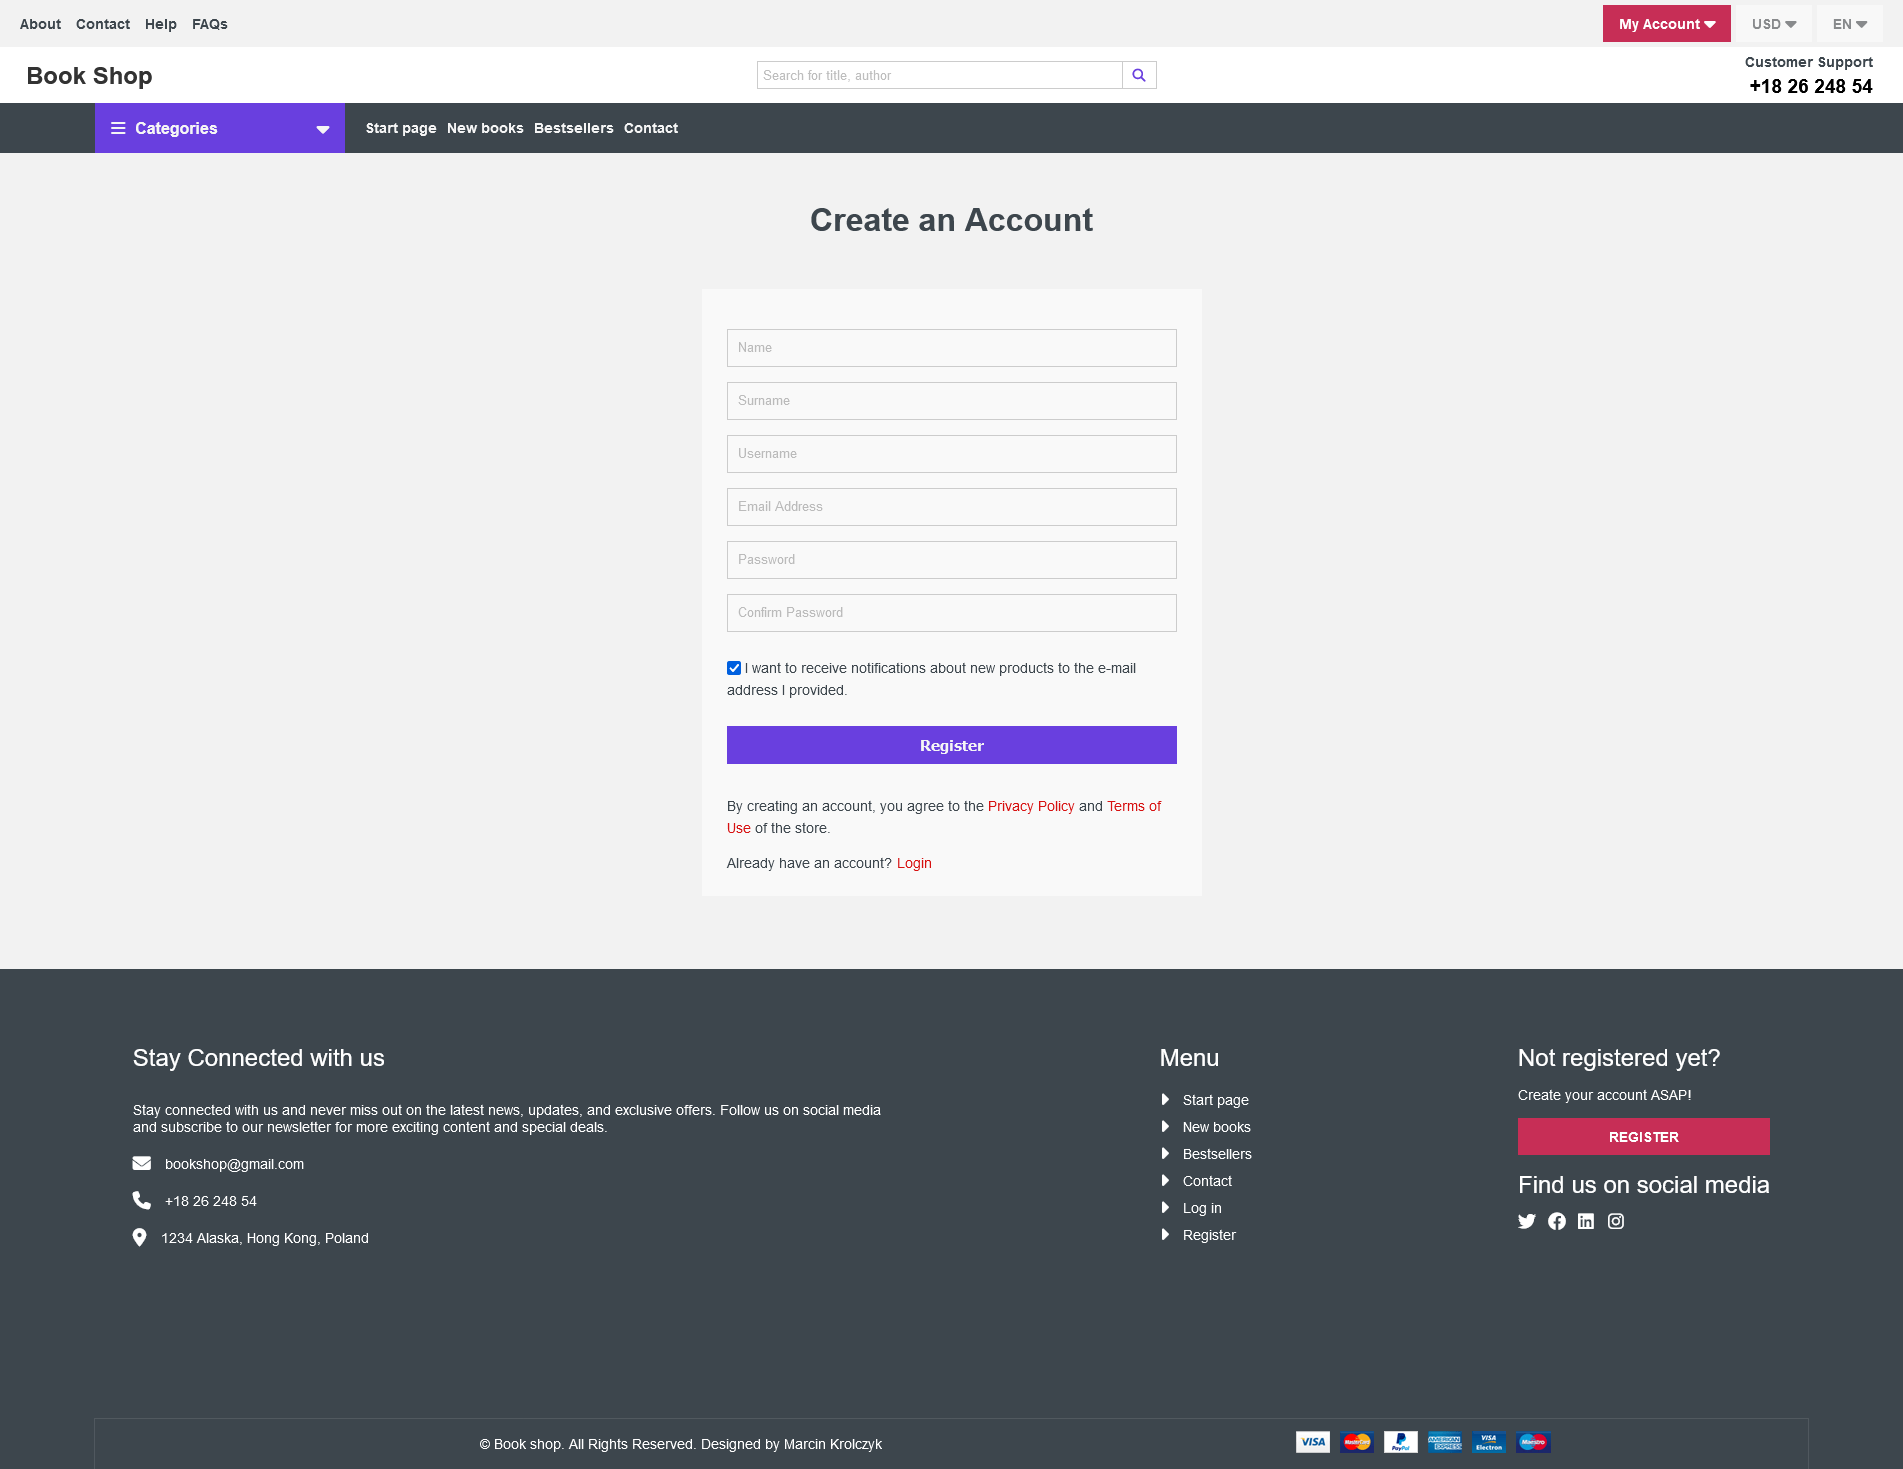 About Contact Help FAQs
My Account USD EN
Book Shop
Search for title, author
Customer Support
+18 26 248 54
Categories
Start page New books Bestsellers Contact
Create an Account
Name
Surname
Username
Email Address
Password
Confirm Password
I want to receive notifications about new products to the e-mail
address I provided.
Register
By creating an account, you agree to the Privacy Policy and Terms of
Use of the store.
Already have an account? Login
Stay Connected with us
Stay connected with us and never miss out on the latest news, updates, and exclusive offers. Follow us on social media
and subscribe to our newsletter for more exciting content and special deals.
bookshop@gmail.com
+18 26 248 54
1234 Alaska, Hong Kong, Poland
Menu
Start page
New books
Bestsellers
Contact
Log in
Register
Not registered yet?
Create your account ASAP!
REGISTER
Find us on social media
© Book shop. All Rights Reserved. Designed by Marcin Krolczyk
VISA
MasterCard
PayPal
AMERICAN
EXPRESS
VISA
Electron
Maestro